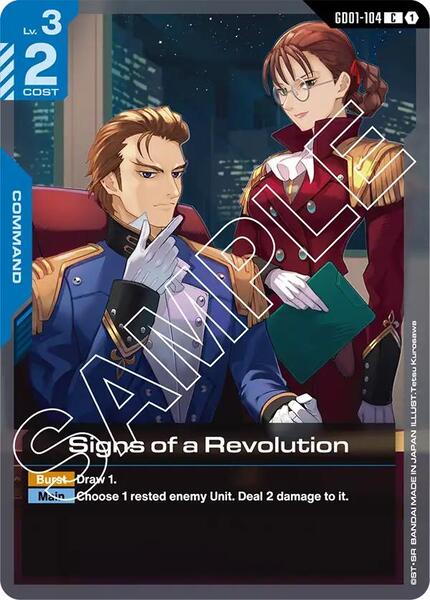 Lv. 3
2
COST
COMMAND
GD01-104 C 1
SAMPLE
Signs of a Revolution
Burst Draw 1.
Main Choose 1 rested enemy Unit. Deal 2 damage to it.
©ST·SR BANDAI MADE IN JAPAN ILLUST.Tetsu Kurosawa